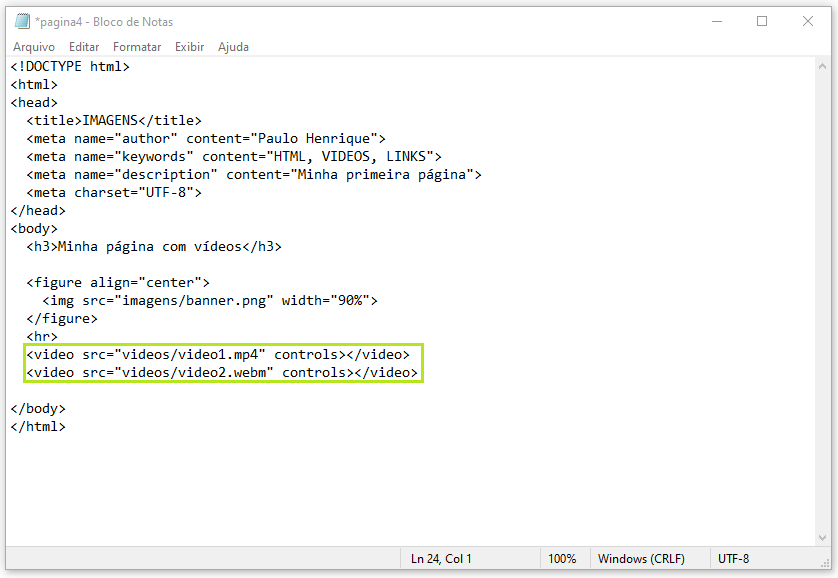 *pagina4 - Bloco de Notas
Arquivo Editar Formatar Exibir Ajuda
<!DOCTYPE html>
<html>
<head>
  <title>IMAGENS</title>
  <meta name="author" content="Paulo Henrique">
  <meta name="keywords" content="HTML, VIDEOS, LINKS">
  <meta name="description" content="Minha primeira página">
  <meta charset="UTF-8">
</head>
<body>
  <h3>Minha página com vídeos</h3>

  <figure align="center">
    <img src="imagens/banner.png" width="90%">
  </figure>
  <hr>
  <video src="videos/video1.mp4" controls></video>
  <video src="videos/video2.webm" controls></video>

</body>
</html>
Ln 24, Col 1 100% Windows (CRLF) UTF-8